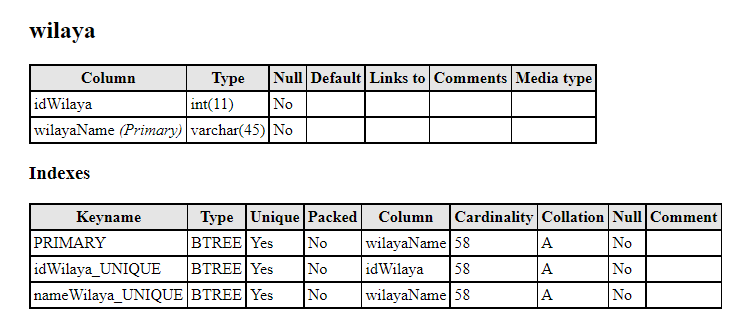 wilaya
Column Type Null Default Links to Comments Media type
idWilaya int(11) No
wilayaName (Primary) varchar(45) No
Indexes
Keyname Type Unique Packed Column Cardinality Collation Null Comment
PRIMARY BTREE Yes No wilayaName 58 A No
idWilaya_UNIQUE BTREE Yes No idWilaya 58 A No
nameWilaya_UNIQUE BTREE Yes No wilayaName 58 A No